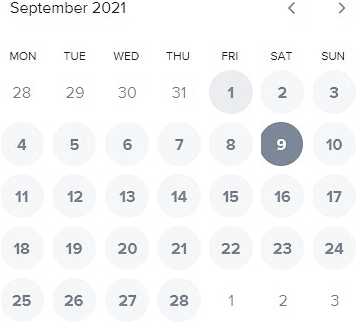 September 2021
MON TUE WED THU FRI SAT SUN
28 29 30 31 1 2 3
4 5 6 7 8 9 10
11 12 13 14 15 16 17
18 19 20 21 22 23 24
25 26 27 28 1 2 3